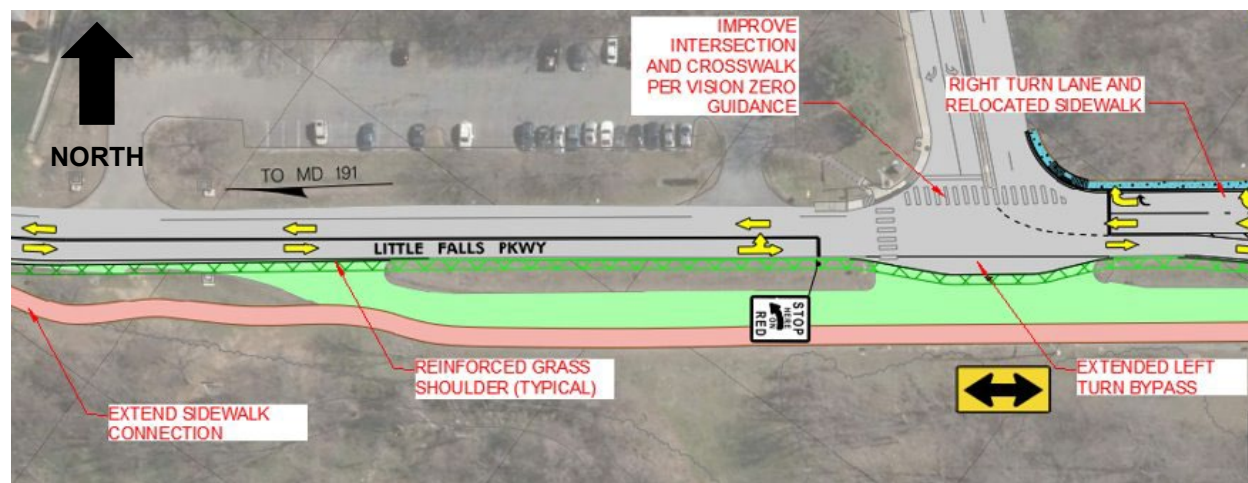 IMPROVE
INTERSECTION
AND CROSSWALK
PER VISION ZERO
GUIDANCE
RIGHT TURN LANE AND
RELOCATED SIDEWALK
NORTH
TO MD 191
LITTLE FALLS PKWY
STOP
HERE
ON
RED
REINFORCED GRASS
SHOULDER (TYPICAL)
EXTENDED LEFT
TURN BYPASS
EXTEND SIDEWALK
CONNECTION